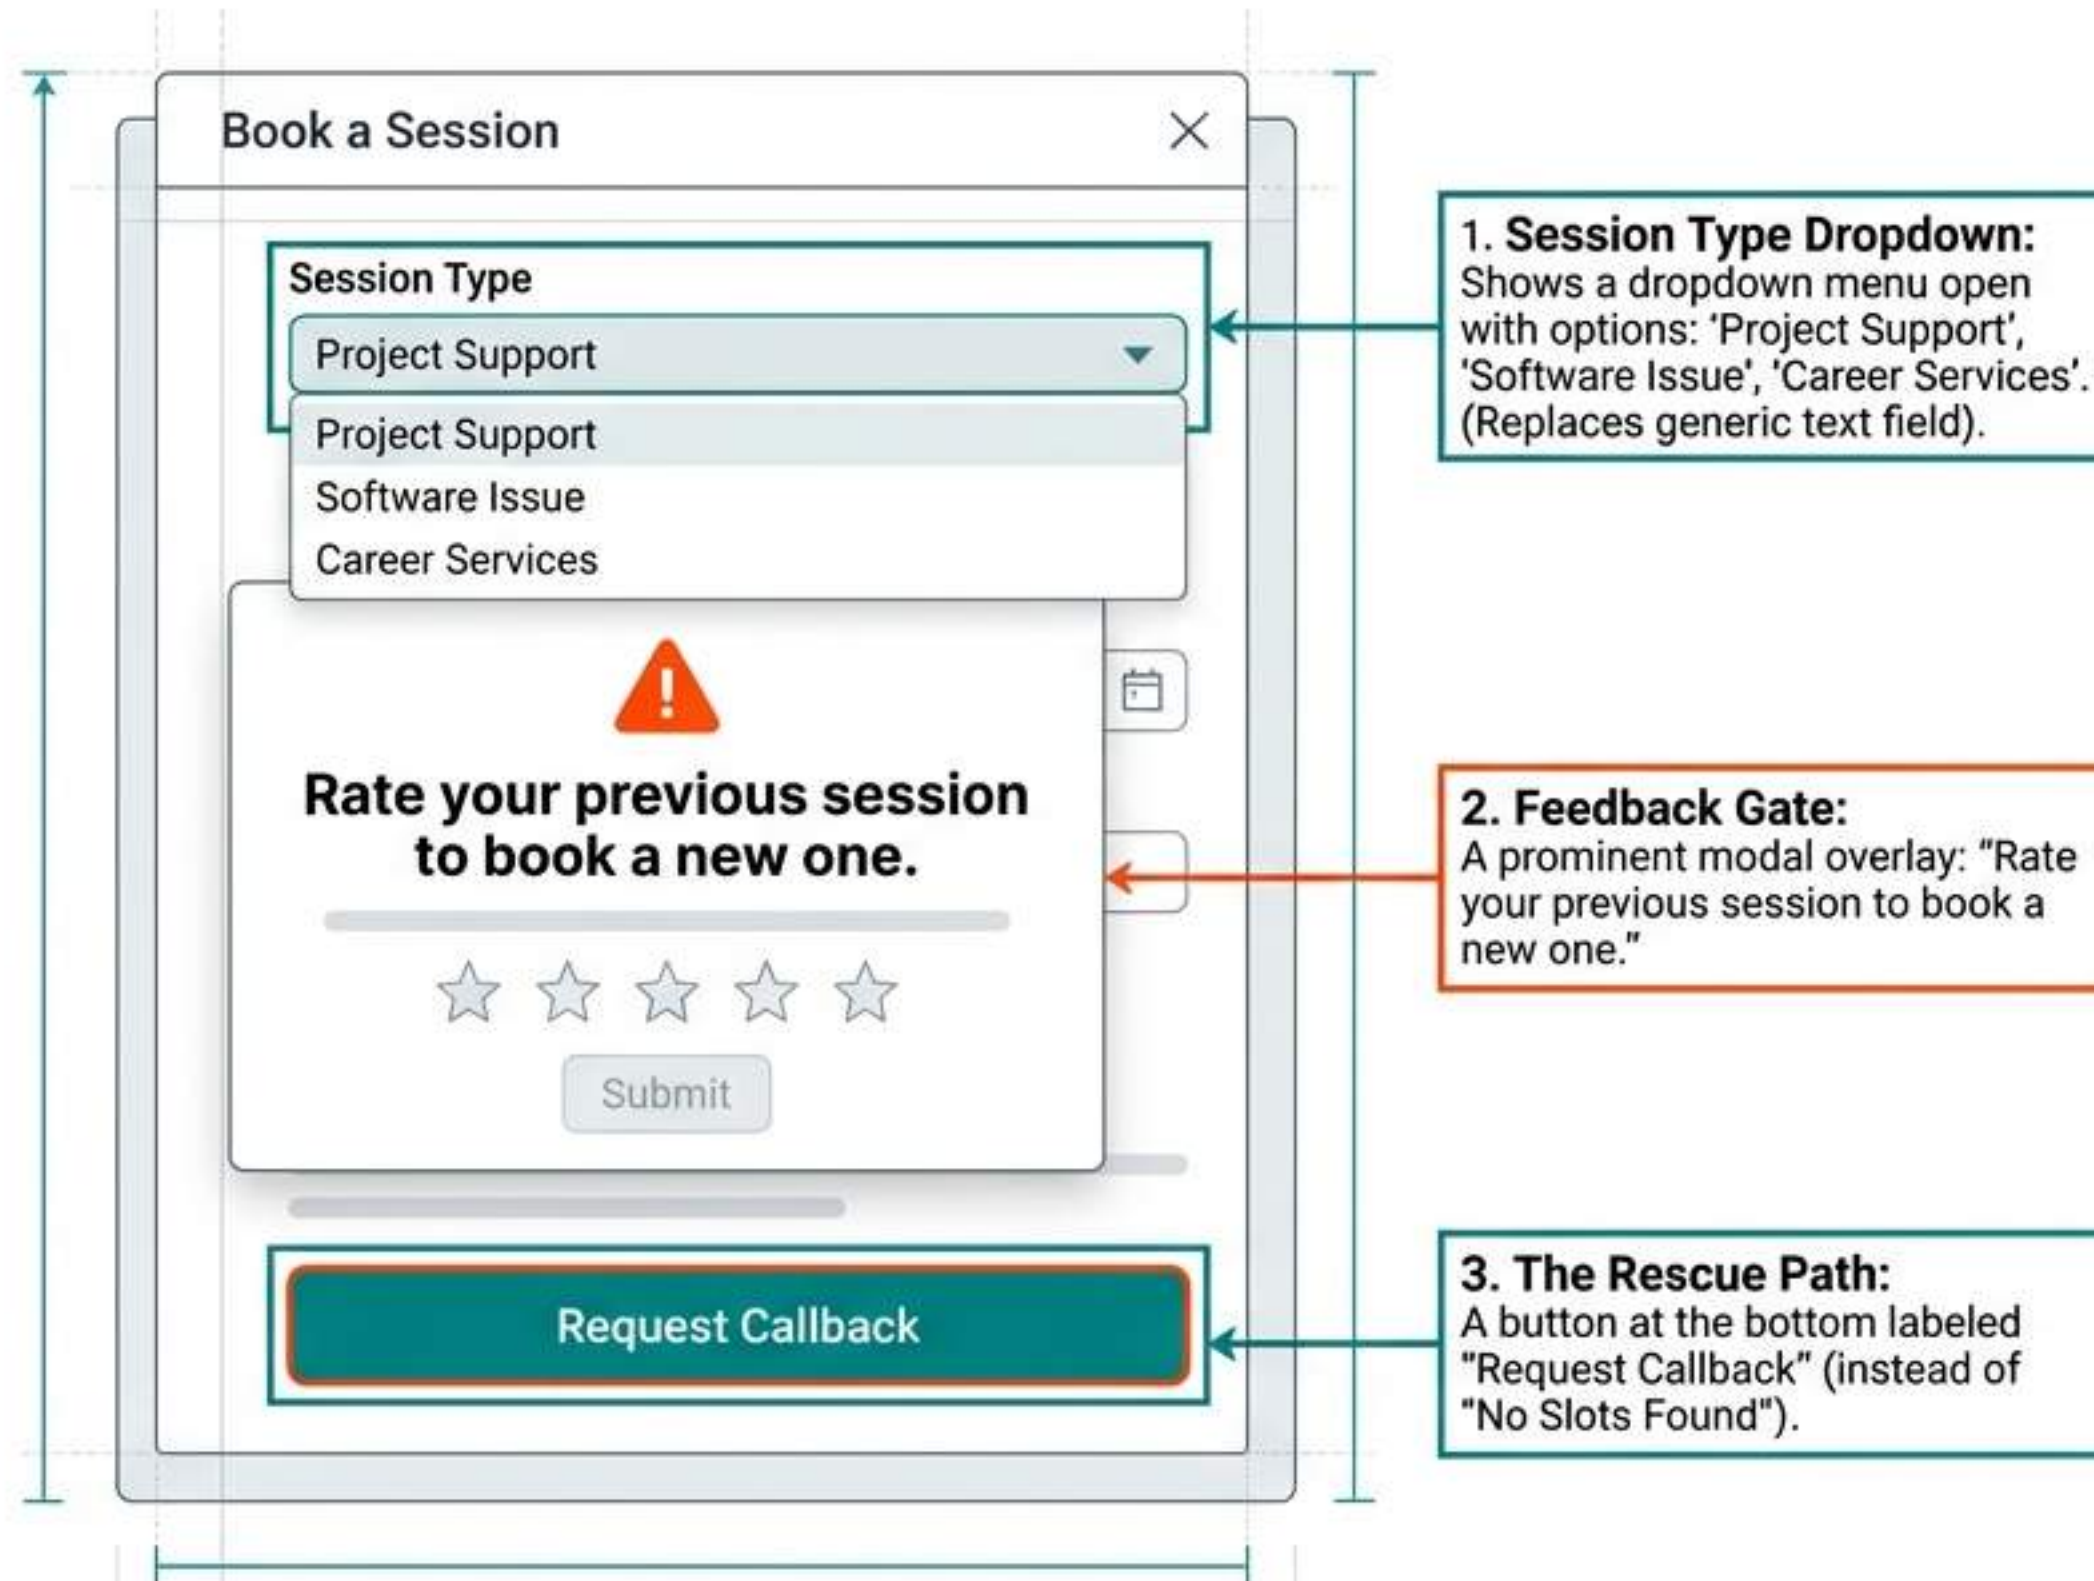 Book a Session
Session Type
Project Support
Project Support
Software Issue
Career Services
Rate your previous session
to book a new one.
Submit
Request Callback
1. Session Type Dropdown:
Shows a dropdown menu open
with options: ‘Project Support’,
'Software Issue', 'Career Services'.
(Replaces generic text field).
2. Feedback Gate:
A prominent modal overlay: “Rate
your previous session to book a
new one.”
3. The Rescue Path:
A button at the bottom labeled
"Request Callback" (instead of
"No Slots Found").